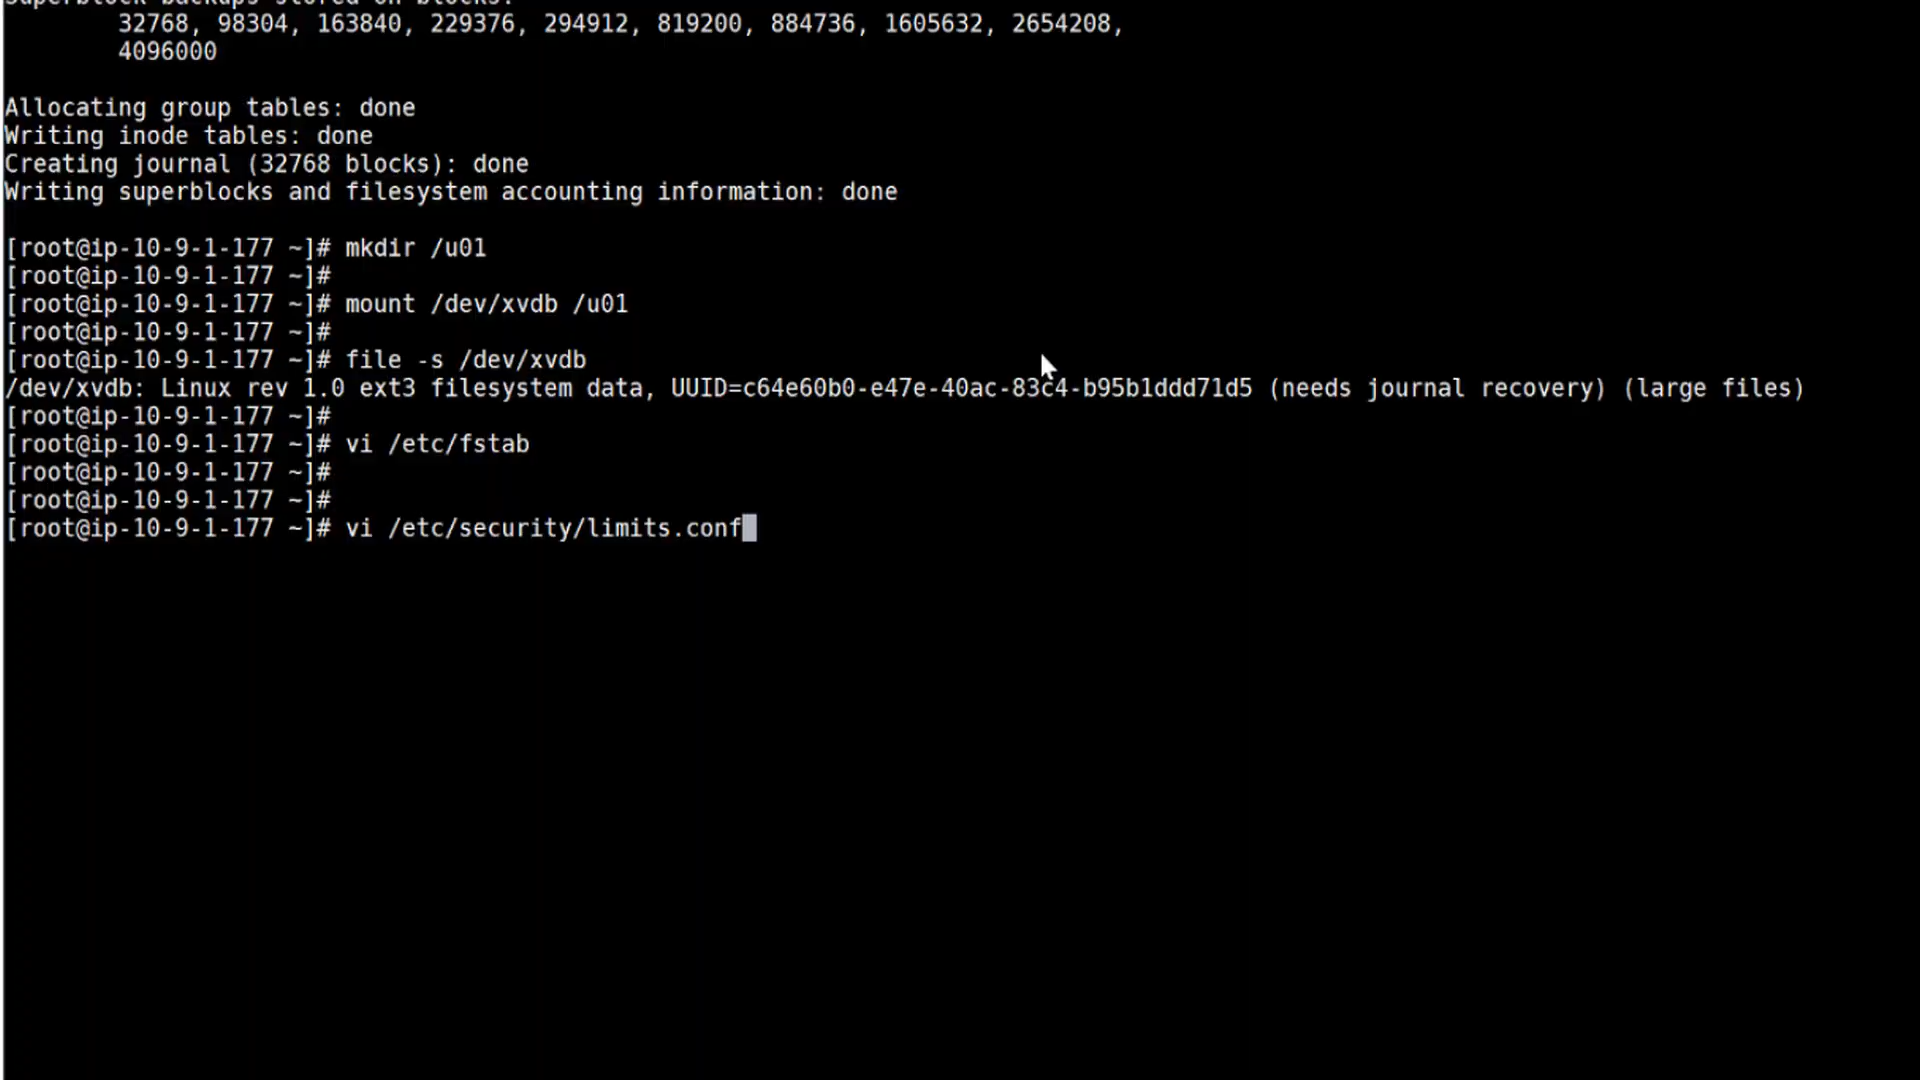 Superblock backups stored on blocks:
32768, 98304, 163840, 229376, 294912, 819200, 884736, 1605632, 2654208,
4096000
Allocating group tables: done
Writing inode tables: done
Creating journal (32768 blocks): done
Writing superblocks and filesystem accounting information: done
[root@ip-10-9-1-177 ~]# mkdir /u01
[root@ip-10-9-1-177 ~]#
[root@ip-10-9-1-177 ~]# mount /dev/xvdb /u01
[root@ip-10-9-1-177 ~]#
[root@ip-10-9-1-177 ~]# file -s /dev/xvdb
/dev/xvdb: Linux rev 1.0 ext3 filesystem data, UUID=c64e60b0-e47e-40ac-83c4-b95b1ddd71d5 (needs journal recovery) (large files)
[root@ip-10-9-1-177 ~]#
[root@ip-10-9-1-177 ~]# vi /etc/fstab
[root@ip-10-9-1-177 ~]#
[root@ip-10-9-1-177 ~]#
[root@ip-10-9-1-177 ~]# vi /etc/security/limits.conf